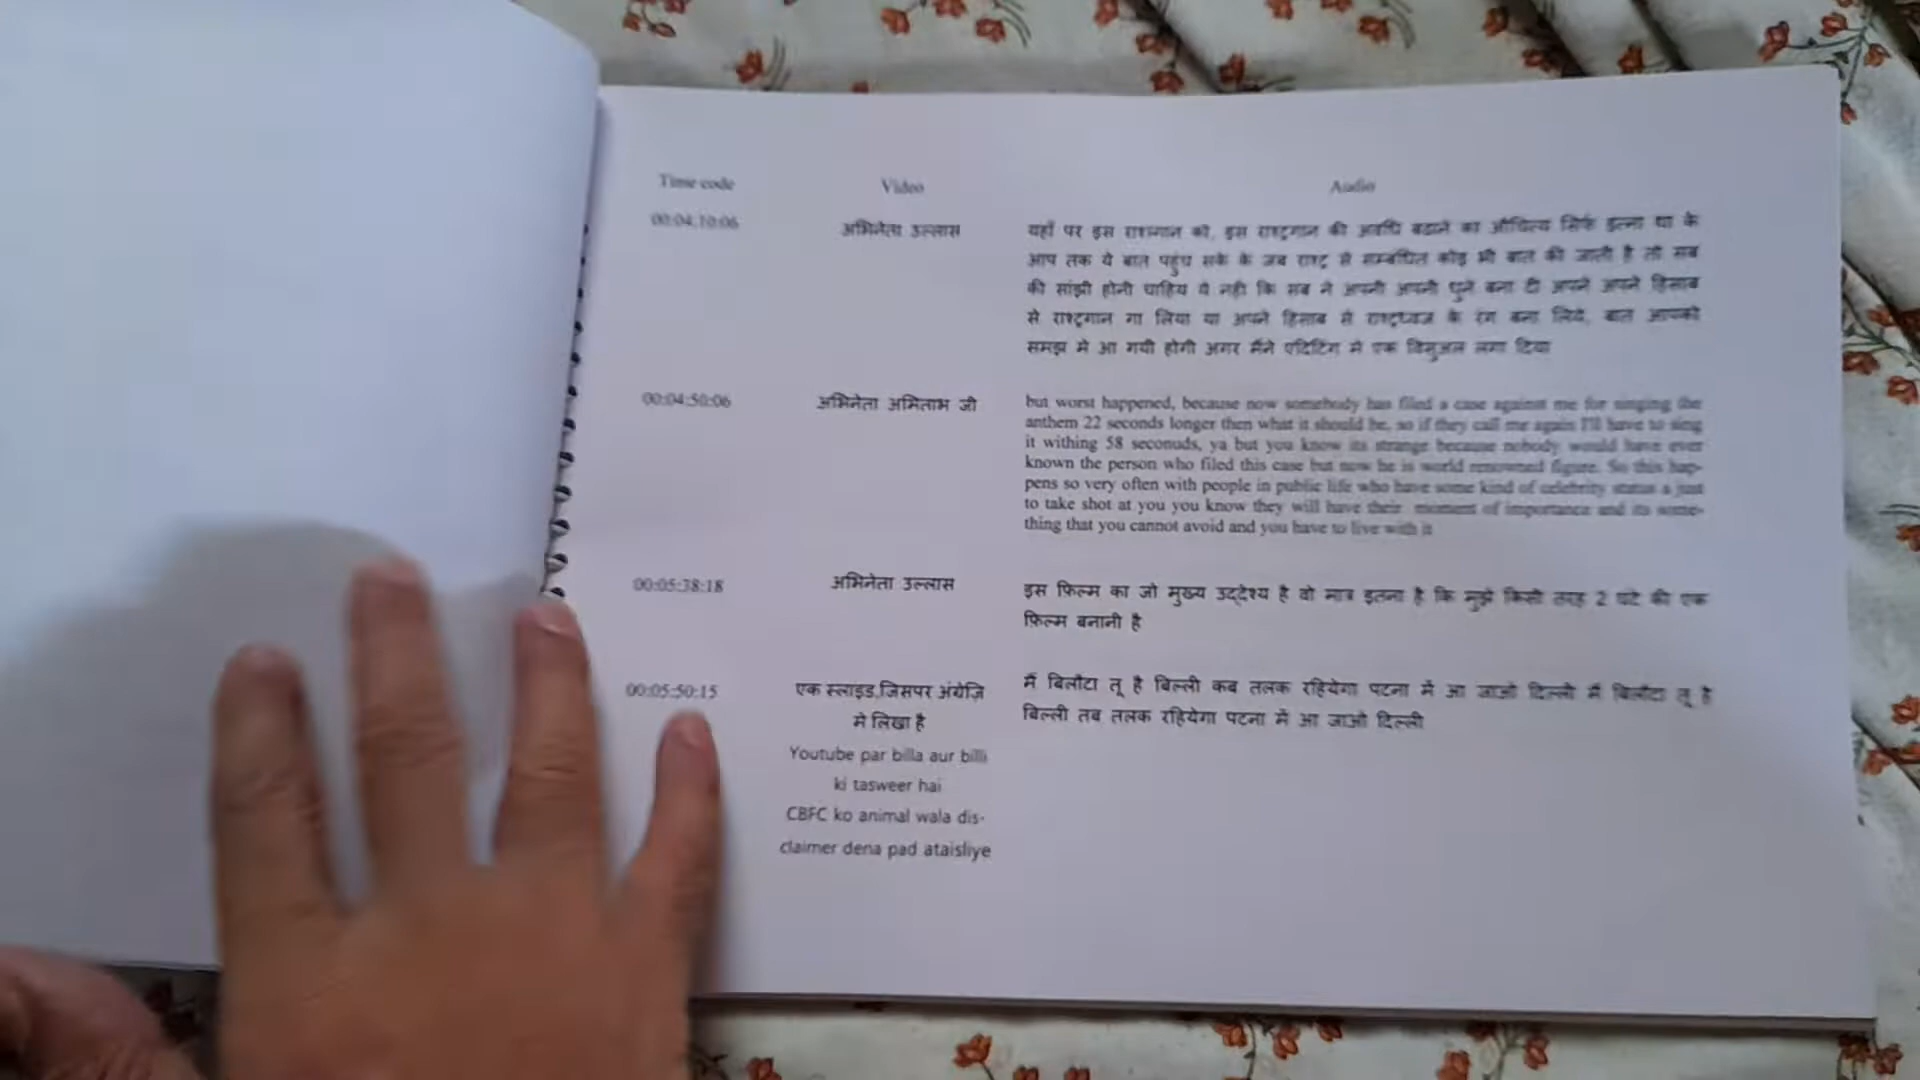 Time code Video Audio
00:04:10:06 अभिनेता उल्लास यहाँ पर इस राशगान को, इस राष्ट्रगान की अवधि बढाने का औचित्य सिर्फ इत्ना था के
आप तक ये बात पहुंच सके के जब राष्ट्र से सम्बंधित कोइ भी बात की जाती है तो सब
की सांझी होनी चाहिय ये नही कि सब ने अपनी अपनी धुने बना दी अपने अपने हिसाब
से राश्ट्रगान गा लिया या अपने हिसाब से राश्ट्रध्वज के रंग बना लिये, बात आपको
समझ मे आ गयी होगी अगर मैंने एदिटिंग मे एक विसुअल लगा दिया
00:04:50:06 अभिनेता अमिताभ जी but worst happened, because now somebody has filed a case against me for singing the
anthem 22 seconds longer then what it should be, so if they call me again I'll have to sing
it withing 58 seconuds, ya but you know its strange because nobody would have ever
known the person who filed this case but now he is world renowned figure. So this hap-
pens so very often with people in public life who have some kind of celebrity status a just
to take shot at you you know they will have their moment of importance and its some-
thing that you cannot avoid and you have to live with it
00:05:38:18 अभिनेता उल्लास इस फ़िल्म का जो मुख्य उद्देश्य है वो मात्र इतना है कि मुझे किसी तरह 2 घंटे की एक
फ़िल्म बनानी है
00:05:50:15 एक स्लाइड,जिसपर अंग्रेज़ि मैं बिलौटा तू है बिल्ली कब तलक रहियेगा पटना में आ जाओ दिल्ली मैं बिलौटा तू है
मे लिखा है बिल्ली तब तलक रहियेगा पटना में आ जाओ दिल्ली
Youtube par billa aur billi
ki tasweer hai
CBFC ko animal wala dis-
claimer dena pad ataisliye